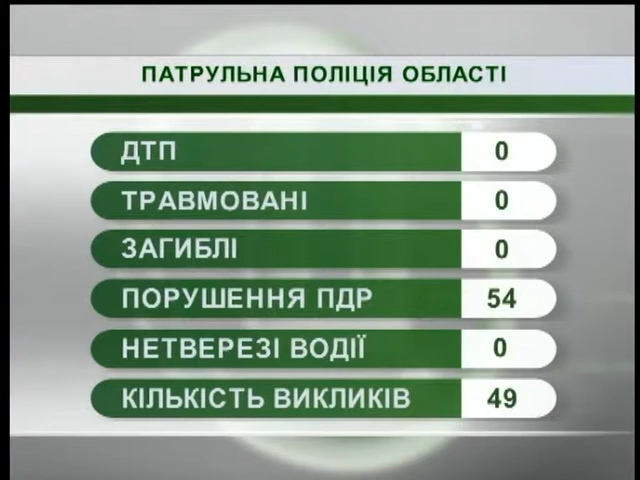 ПАТРУЛЬНА ПОЛІЦІЯ ОБЛАСТІ
ДТП 0
ТРАВМОВАНІ 0
ЗАГИБЛІ 0
ПОРУШЕННЯ ПДР 54
НЕТВЕРЕЗІ ВОДІЇ 0
КІЛЬКІСТЬ ВИКЛИКІВ 49